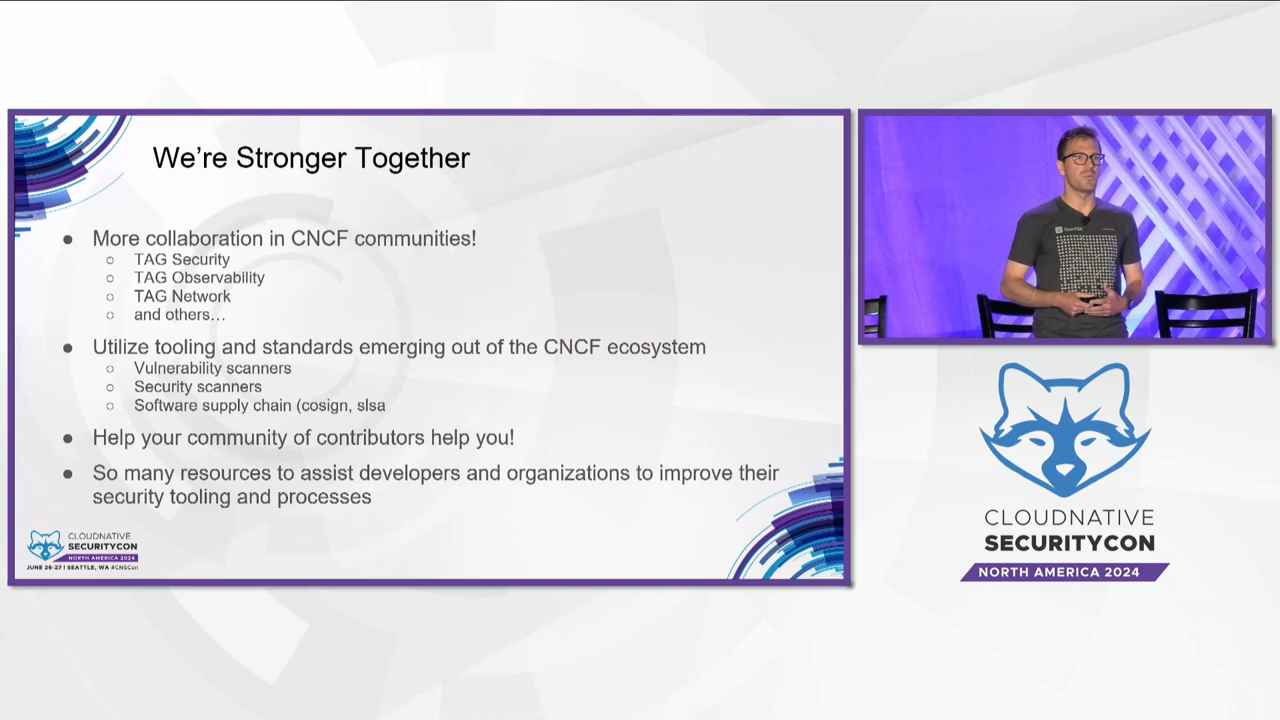 We're Stronger Together
● More collaboration in CNCF communities!
○ TAG Security
○ TAG Observability
○ TAG Network
○ and others…
● Utilize tooling and standards emerging out of the CNCF ecosystem
○ Vulnerability scanners
○ Security scanners
○ Software supply chain (cosign, slsa
● Help your community of contributors help you!
● So many resources to assist developers and organizations to improve their
security tooling and processes
CLOUDNATIVE
SECURITYCON
NORTH AMERICA 2024
JUNE 26-27 | SEATTLE, WA #CNSCon
CLOUDNATIVE
SECURITYCON
NORTH AMERICA 2024